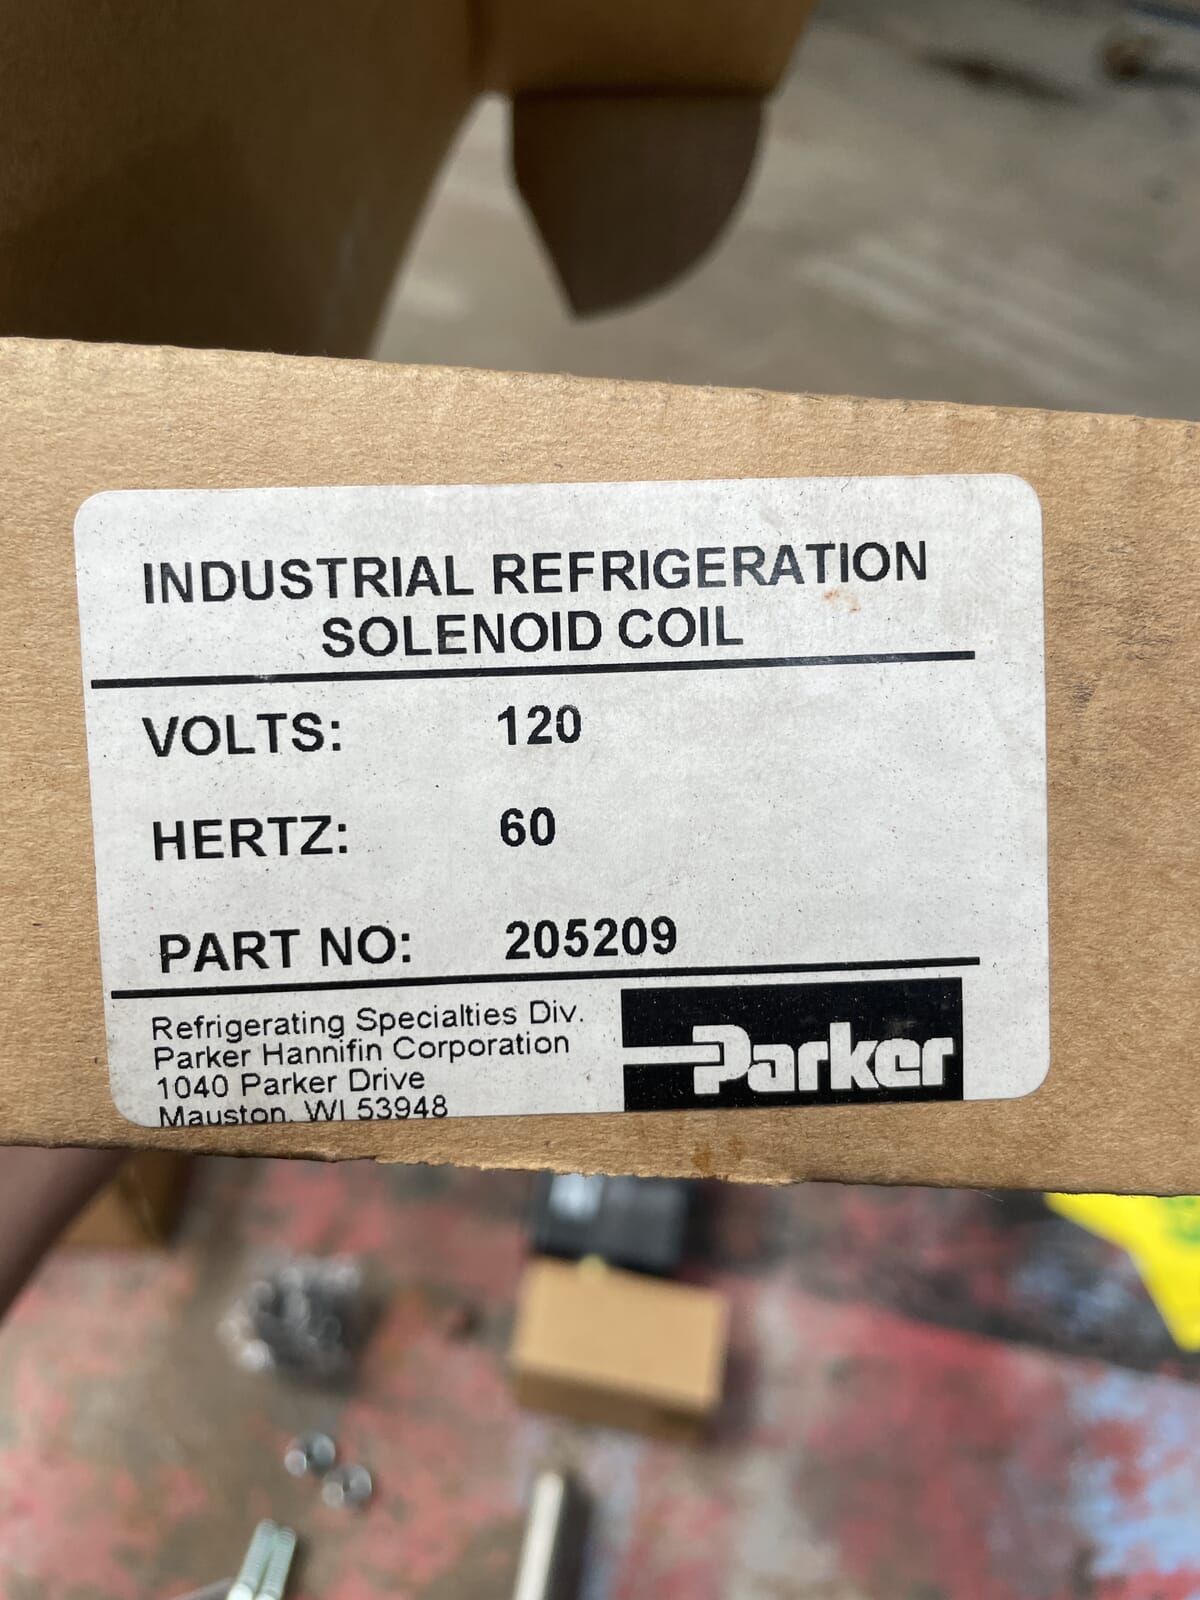 INDUSTRIAL REFRIGERATION
SOLENOID COIL
VOLTS: 120
HERTZ: 60
PART NO: 205209
Refrigerating Specialties Div.
Parker Hannifin Corporation
1040 Parker Drive
Mauston, WI 53948
Parker